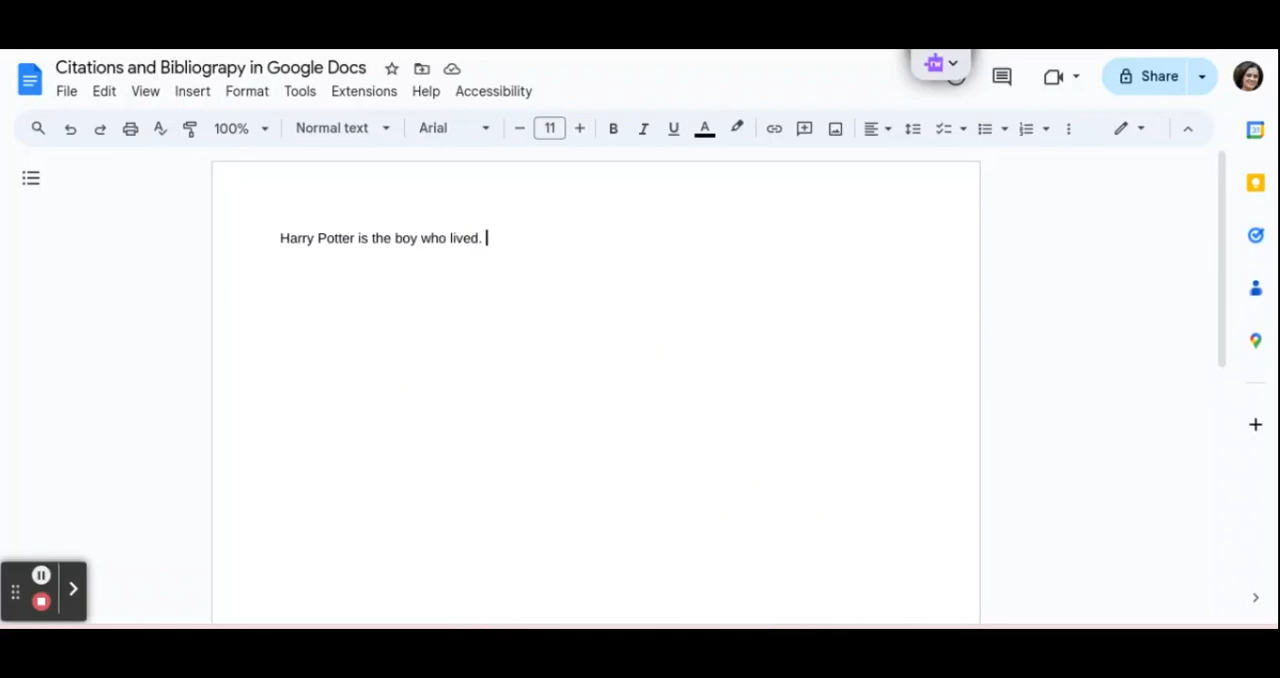 Citations and Bibliograpy in Google Docs
Share
File Edit View Insert Format Tools Extensions Help Accessibility
100% Normal text Arial 11 B I U A
Harry Potter is the boy who lived.